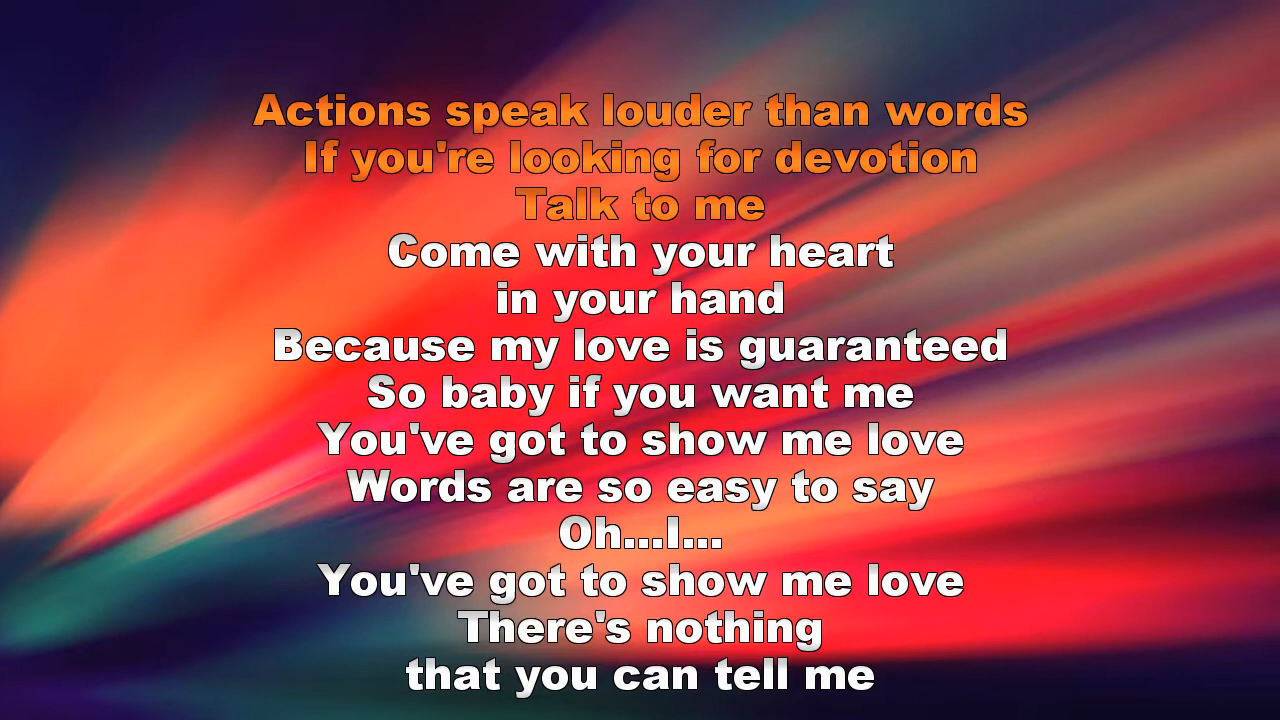 Actions speak louder than words
If you're looking for devotion
Talk to me
Come with your heart
in your hand
Because my love is guaranteed
So baby if you want me
You've got to show me love
Words are so easy to say
Oh...I...
You've got to show me love
There's nothing
that you can tell me